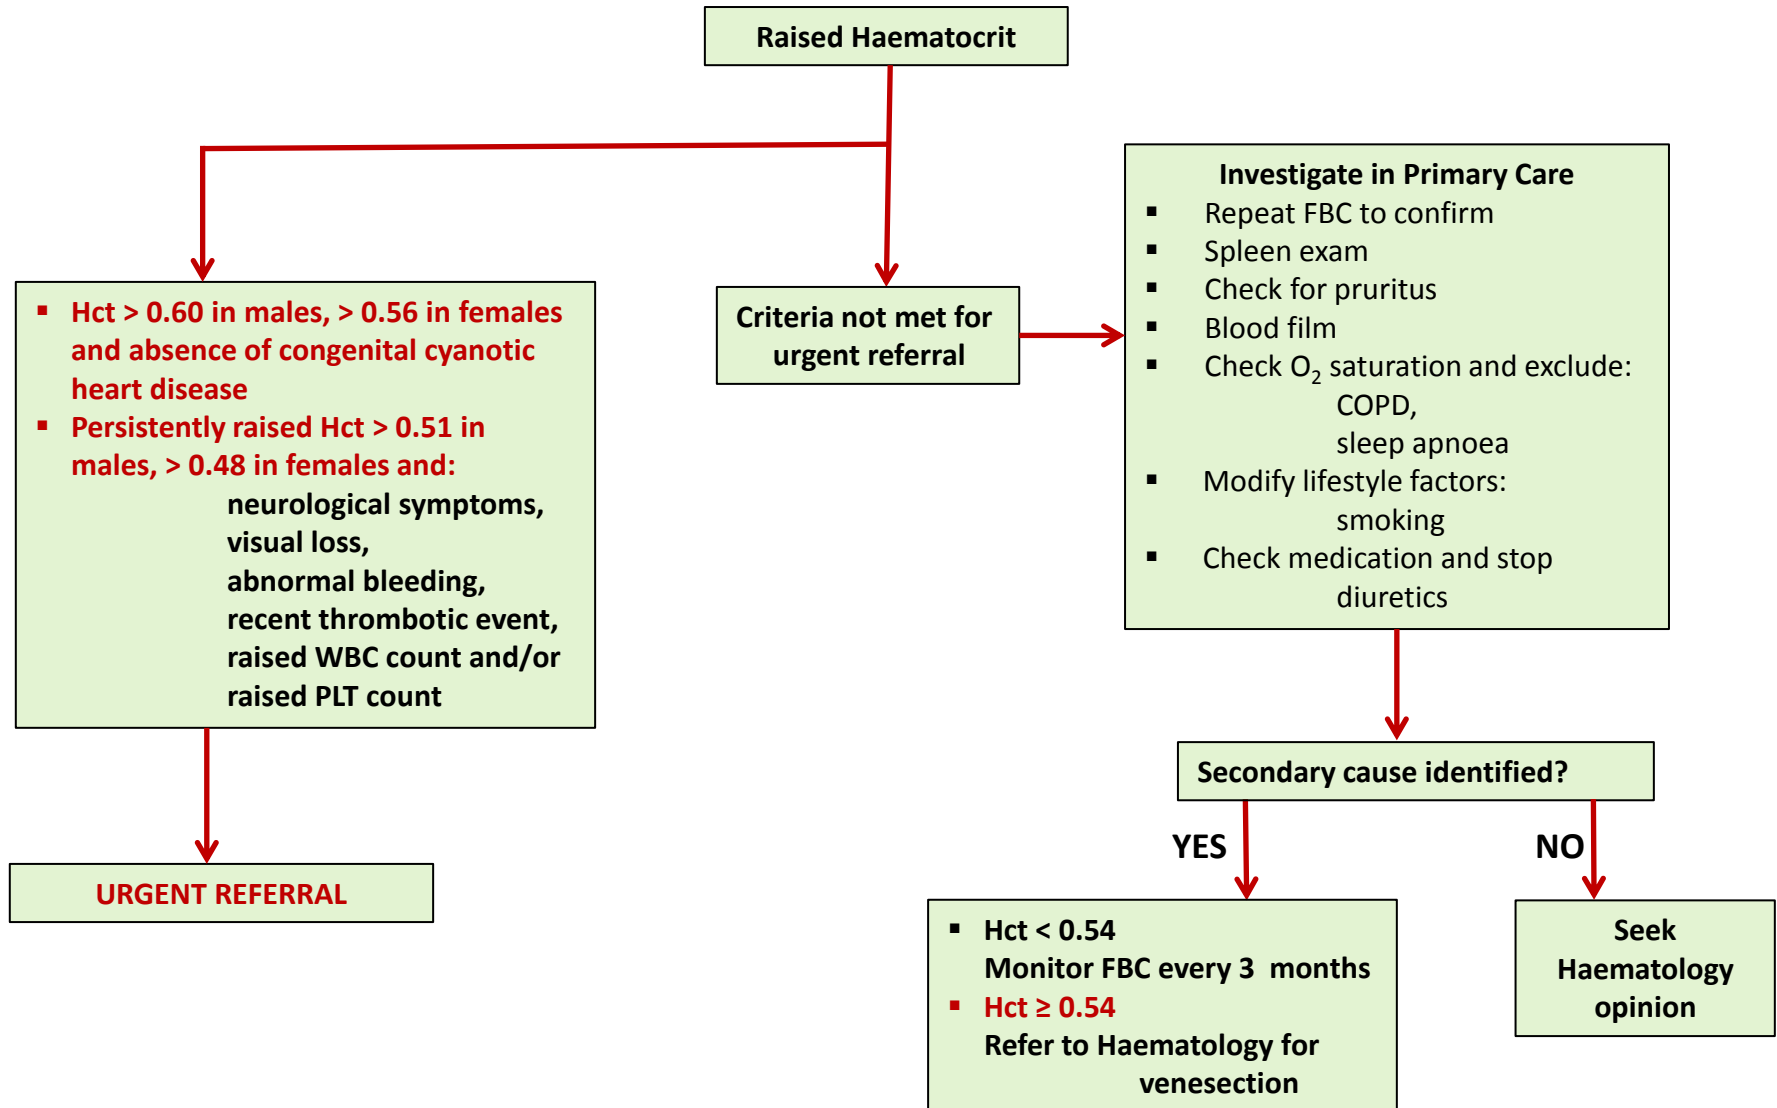 Raised Haematocrit
▪ Hct > 0.60 in males, > 0.56 in females
and absence of congenital cyanotic
heart disease
▪ Persistently raised Hct > 0.51 in
males, > 0.48 in females and:
neurological symptoms,
visual loss,
abnormal bleeding,
recent thrombotic event,
raised WBC count and/or
raised PLT count
URGENT REFERRAL
Criteria not met for
urgent referral
Investigate in Primary Care
▪ Repeat FBC to confirm
▪ Spleen exam
▪ Check for pruritus
▪ Blood film
▪ Check O₂ saturation and exclude:
COPD,
sleep apnoea
▪ Modify lifestyle factors:
smoking
▪ Check medication and stop
diuretics
Secondary cause identified?
YES
NO
▪ Hct < 0.54
Monitor FBC every 3 months
▪ Hct ≥ 0.54
Refer to Haematology for
venesection
Seek
Haematology
opinion